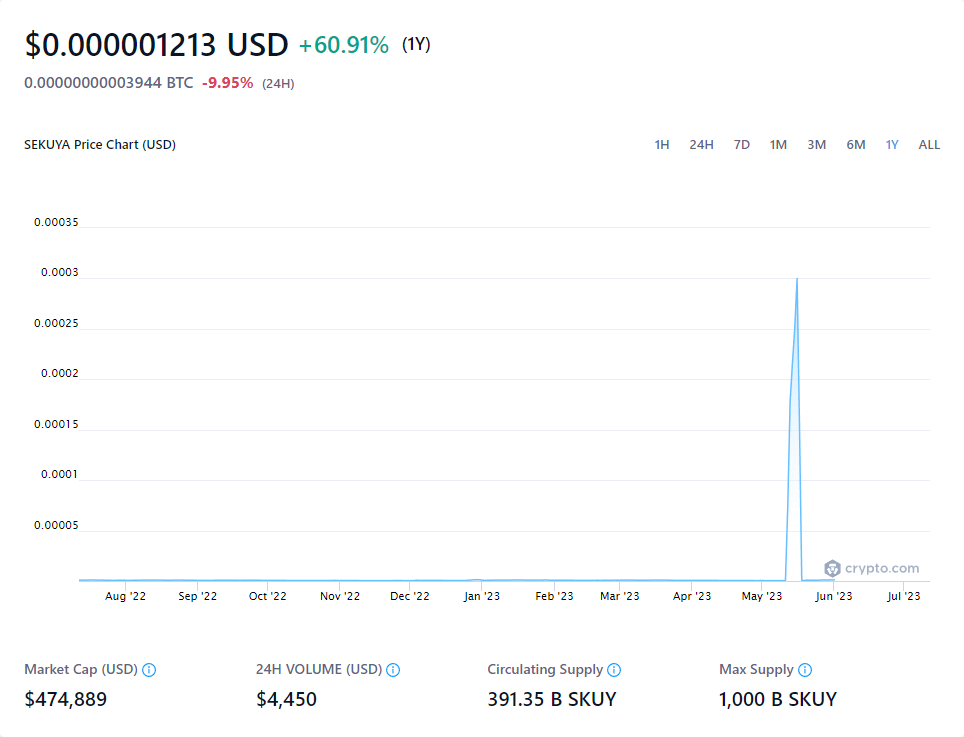 $0.000001213 USD +60.91% (1Y)
0.00000000003944 BTC -9.95% (24H)
SEKUYA Price Chart (USD) 1H 24H 7D 1M 3M 6M 1Y ALL
0.00035
0.0003
0.00025
0.0002
0.00015
0.0001
0.00005
crypto.com
Aug '22 Sep '22 Oct '22 Nov '22 Dec '22 Jan '23 Feb '23 Mar '23 Apr '23 May '23 Jun '23 Jul '23
Market Cap (USD) 24H VOLUME (USD) Circulating Supply Max Supply
$474,889 $4,450 391.35 B SKUY 1,000 B SKUY